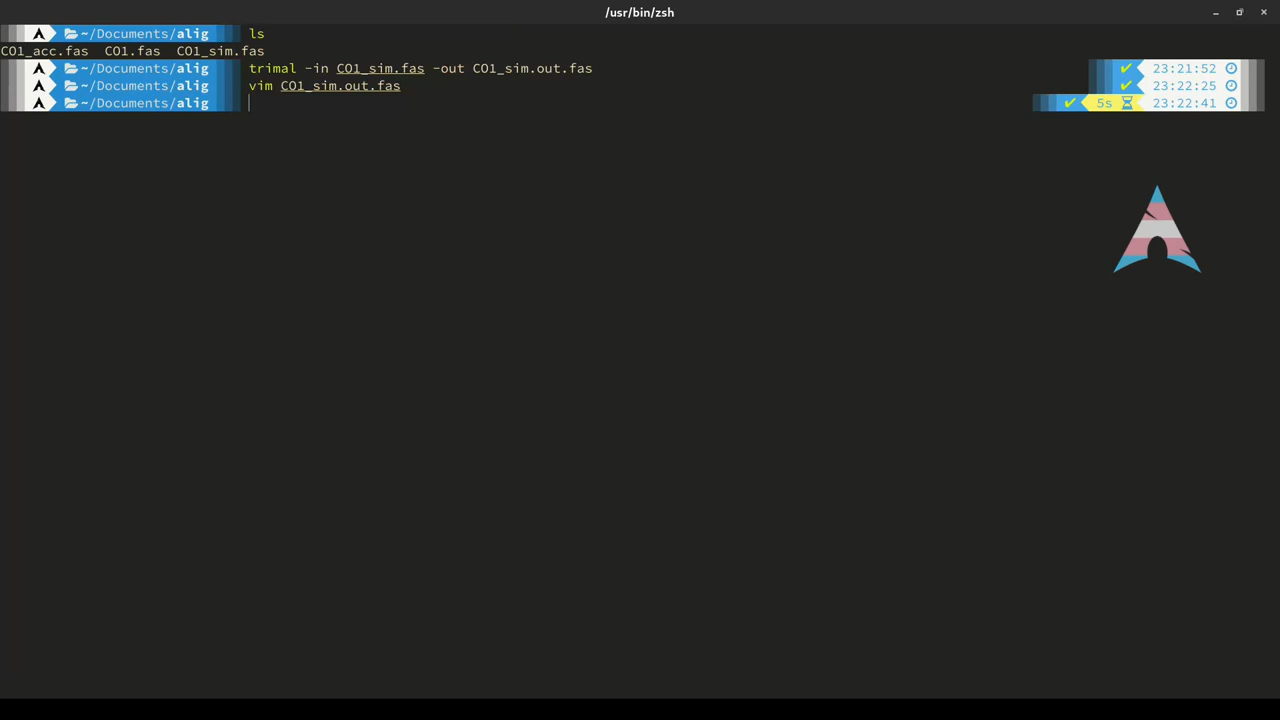 /usr/bin/zsh
~/Documents/alig ls
CO1_acc.fas CO1.fas CO1_sim.fas
~/Documents/alig trimal -in CO1_sim.fas -out CO1_sim.out.fas ✔ 23:21:52
~/Documents/alig vim CO1_sim.out.fas ✔ 23:22:25
~/Documents/alig ✔ 5s 23:22:41